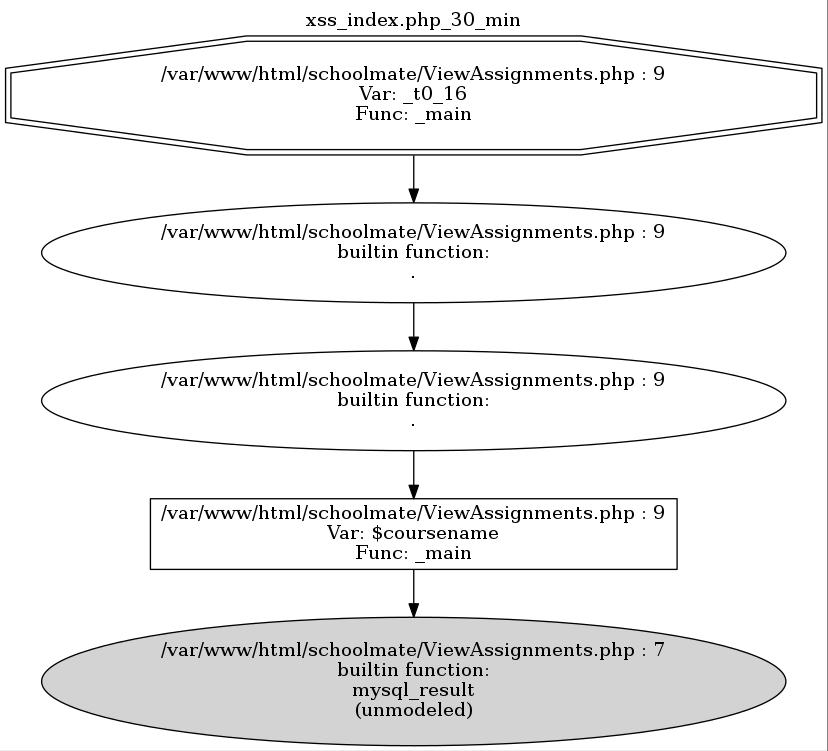 xss_index.php_30_min
/var/www/html/schoolmate/ViewAssignments.php : 9
Var: _t0_16
Func: _main
/var/www/html/schoolmate/ViewAssignments.php : 9
builtin function:
.
/var/www/html/schoolmate/ViewAssignments.php : 9
builtin function:
.
/var/www/html/schoolmate/ViewAssignments.php : 9
Var: $coursename
Func: _main
/var/www/html/schoolmate/ViewAssignments.php : 7
builtin function:
mysql_result
(unmodeled)